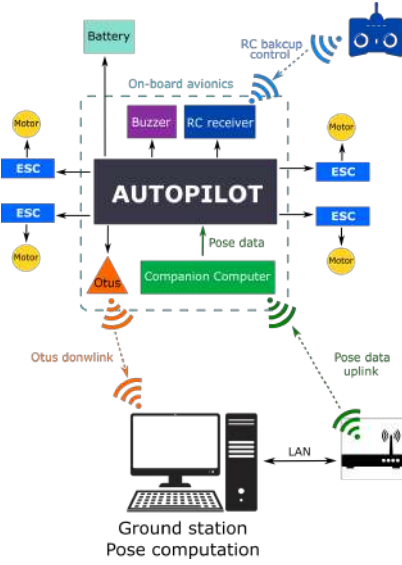 Battery
RC bakcup
control
On-board avionics
Buzzer
RC receiver
Motor
Motor
ESC
ESC
AUTOPILOT
ESC
ESC
Motor
Motor
Pose data
Otus
Companion Computer
Otus donwlink
Pose data
uplink
LAN
Ground station
Pose computation